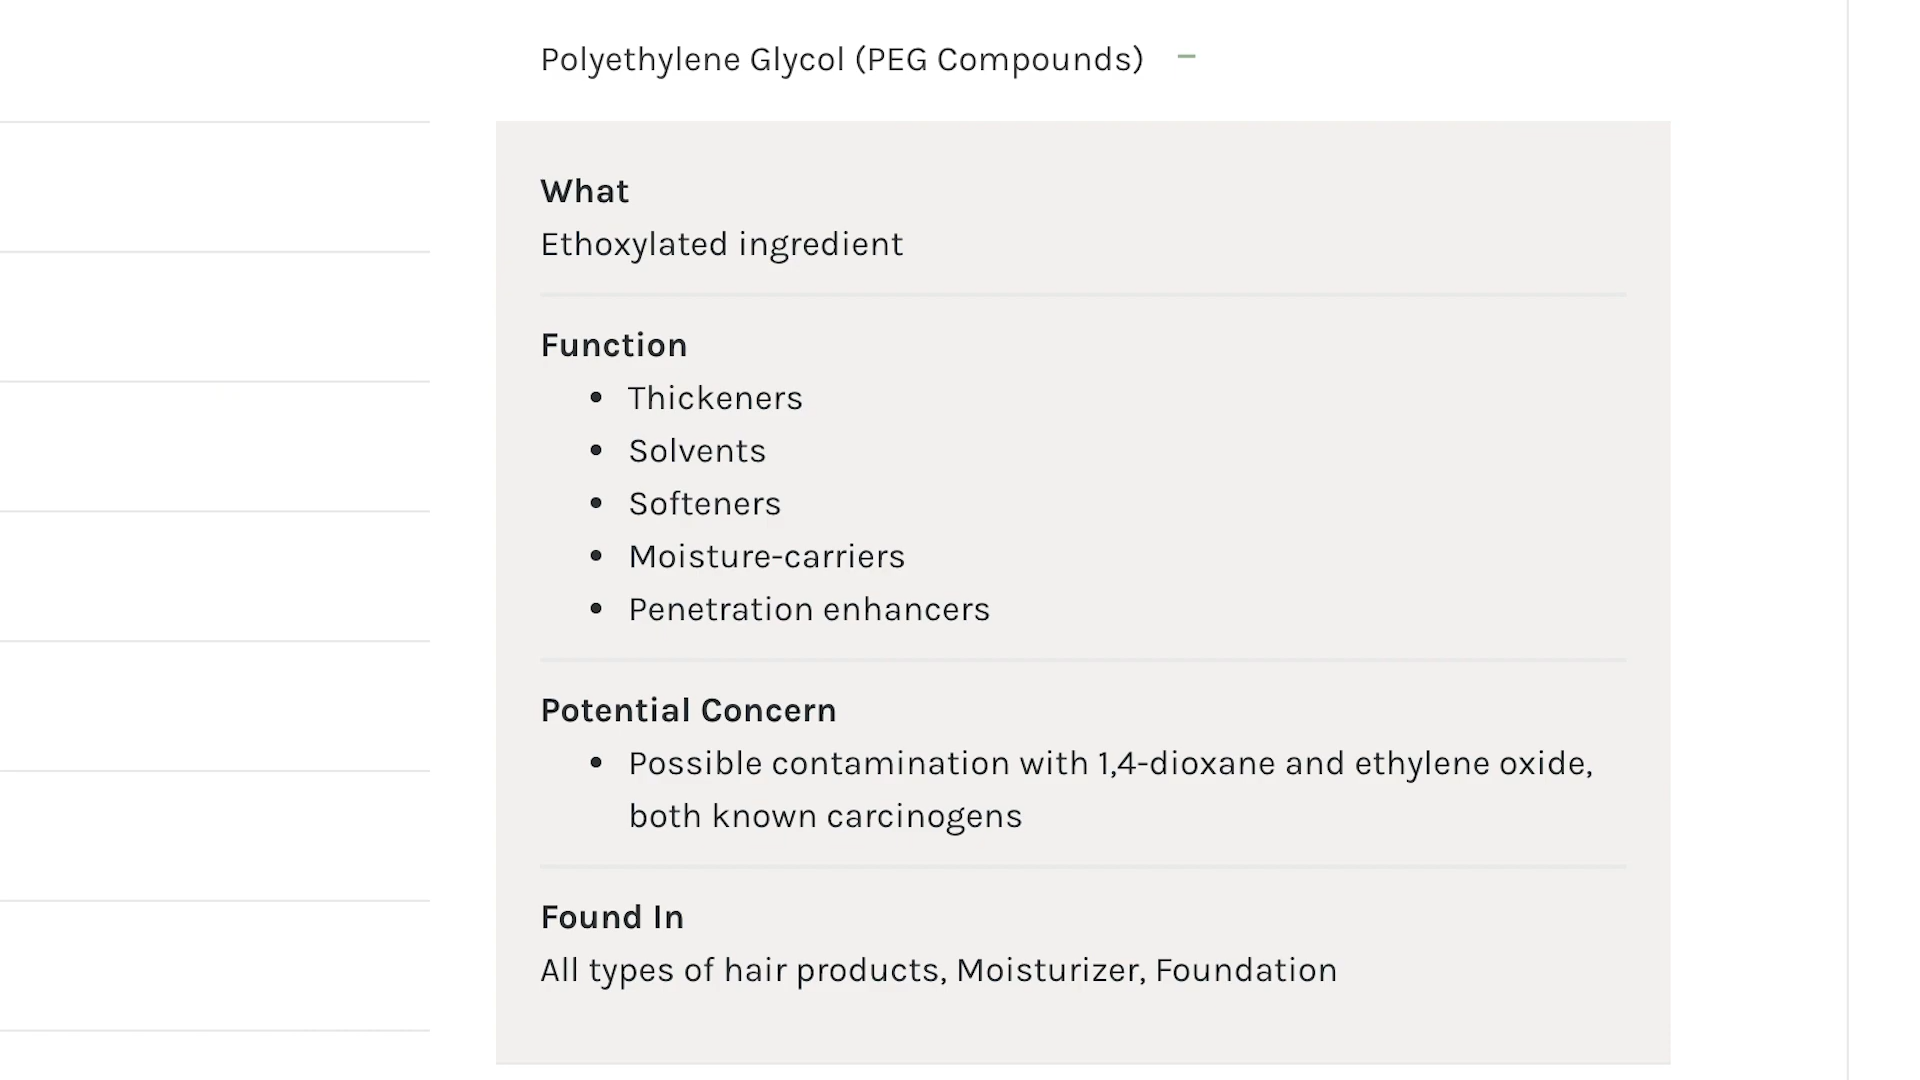 Polyethylene Glycol (PEG Compounds) –
What
Ethoxylated ingredient
Function
• Thickeners
• Solvents
• Softeners
• Moisture-carriers
• Penetration enhancers
Potential Concern
• Possible contamination with 1,4-dioxane and ethylene oxide,
both known carcinogens
Found In
All types of hair products, Moisturizer, Foundation